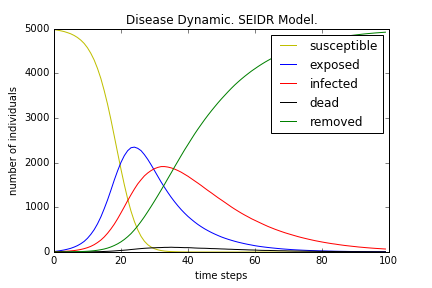 Disease Dynamic. SEIDR Model.
5000
4000
3000
2000
1000
0
number of individuals
susceptible
exposed
infected
dead
removed
0 20 40 60 80 100
time steps